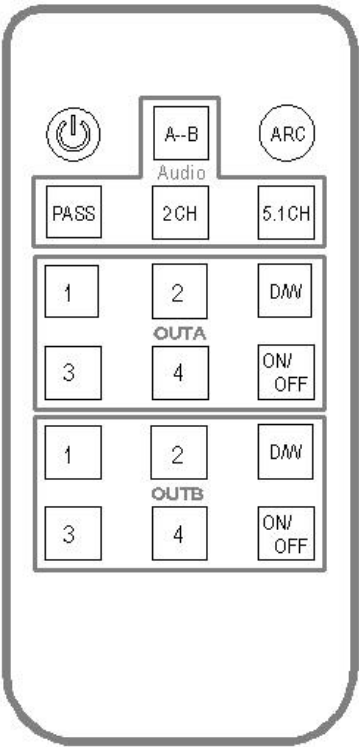 A--B
ARC
Audio
PASS
2CH
5.1CH
1
2
D/W
OUTA
3
4
ON/
OFF
1
2
D/W
OUTB
3
4
ON/
OFF